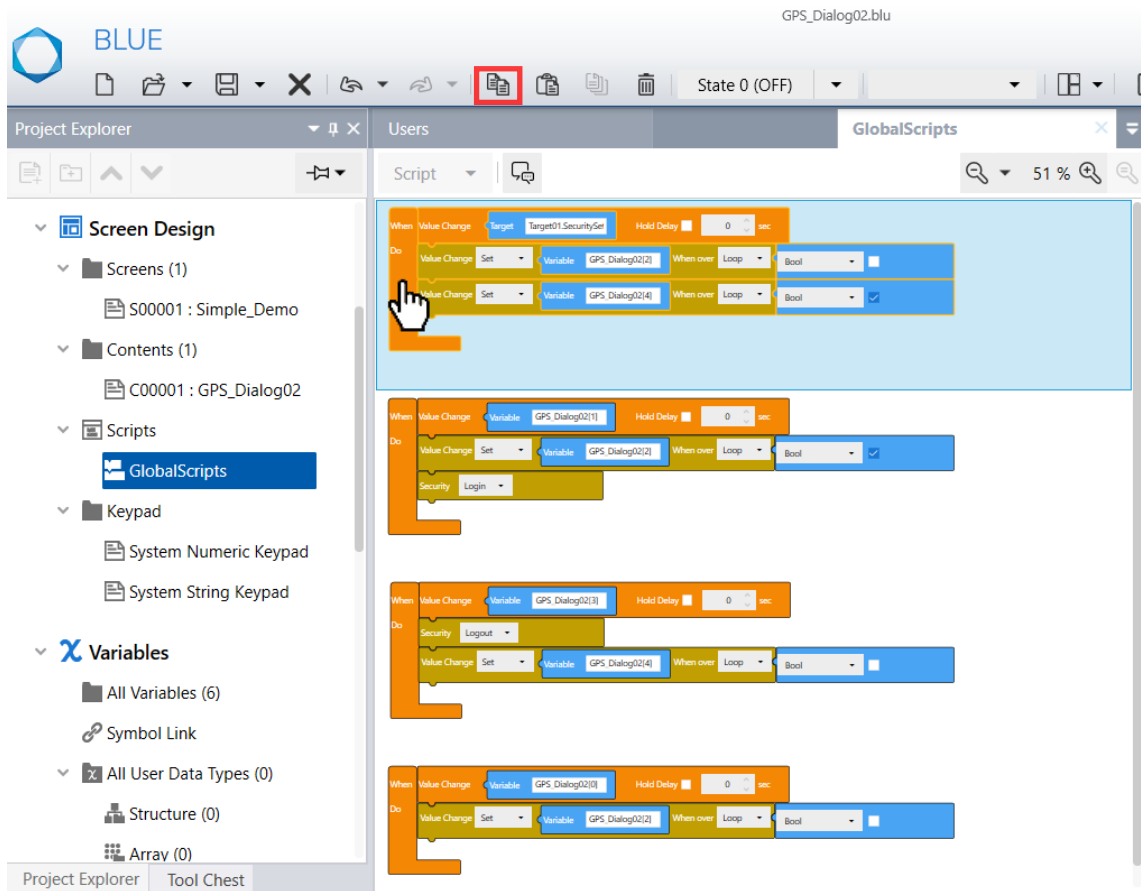 GPS_Dialog02.blu
BLUE
State 0 (OFF)
Project Explorer
Users
GlobalScripts
Script
51 %
Screen Design
Screens (1)
S00001 : Simple_Demo
Contents (1)
C00001 : GPS_Dialog02
Scripts
GlobalScripts
Keypad
System Numeric Keypad
System String Keypad
Variables
All Variables (6)
Symbol Link
All User Data Types (0)
Structure (0)
Array (0)
Project Explorer
Tool Chest
When Value Change Target Target01.SecuritySer Hold Delay 0 sec
Do
Value Change Set Variable GPS_Dialog02[2] When over Loop Bool
Value Change Set Variable GPS_Dialog02[4] When over Loop Bool
When Value Change Variable GPS_Dialog02[1] Hold Delay 0 sec
Do
Value Change Set Variable GPS_Dialog02[2] When over Loop Bool
Security Login
When Value Change Variable GPS_Dialog02[3] Hold Delay 0 sec
Do
Security Logout
Value Change Set Variable GPS_Dialog02[4] When over Loop Bool
When Value Change Variable GPS_Dialog02[0] Hold Delay 0 sec
Do
Value Change Set Variable GPS_Dialog02[2] When over Loop Bool